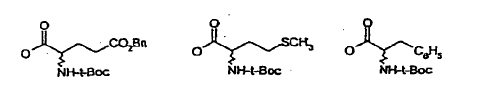 O
CO₂Bn
O
NH-t-Boc
O
SCH₃
O
NH-t-Boc
O
C₆H₅
O
NH-t-Boc